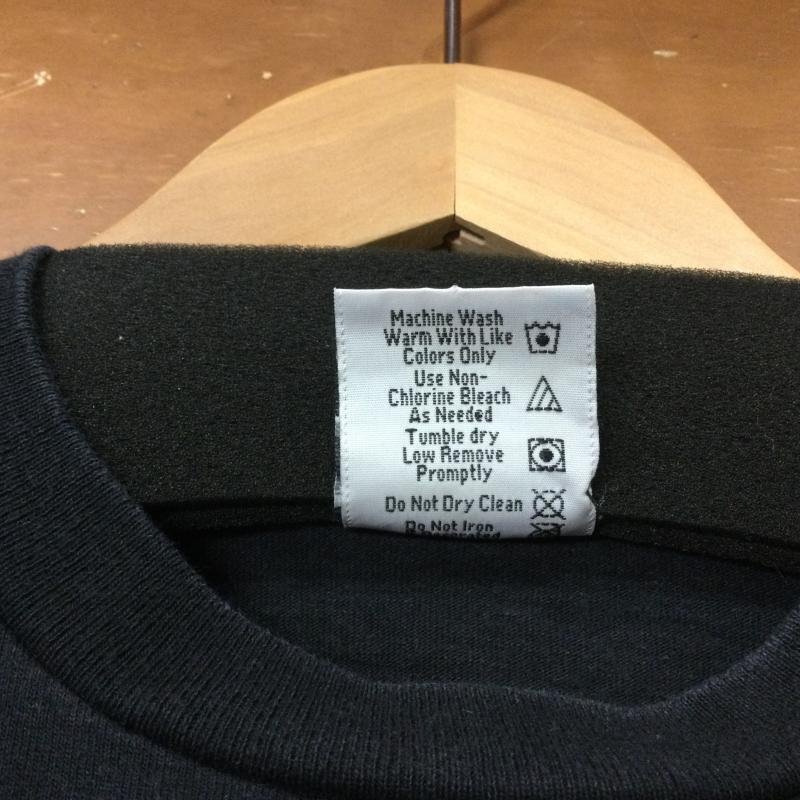 Machine Wash
Warm With Like
Colors Only
Use Non-
Chlorine Bleach
As Needed
Tumble dry
Low Remove
Promptly
Do Not Dry Clean
Do Not Iron